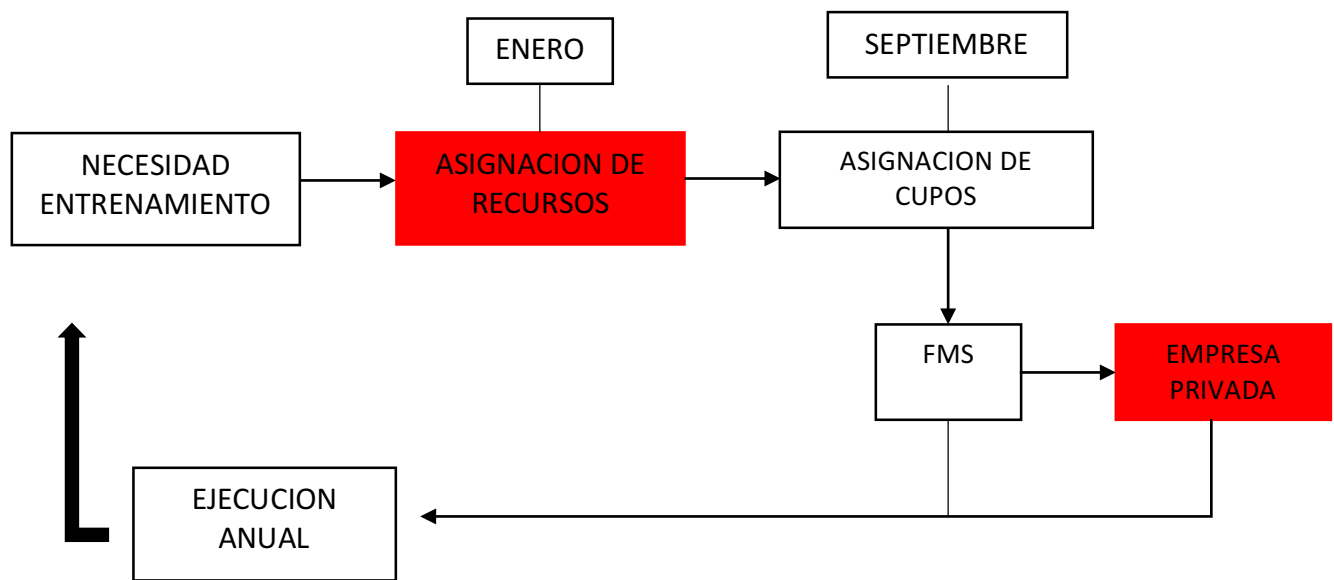 ENERO
SEPTIEMBRE
NECESIDAD
ENTRENAMIENTO
ASIGNACION DE
RECURSOS
ASIGNACION DE
CUPOS
FMS
EMPRESA
PRIVADA
EJECUCION
ANUAL